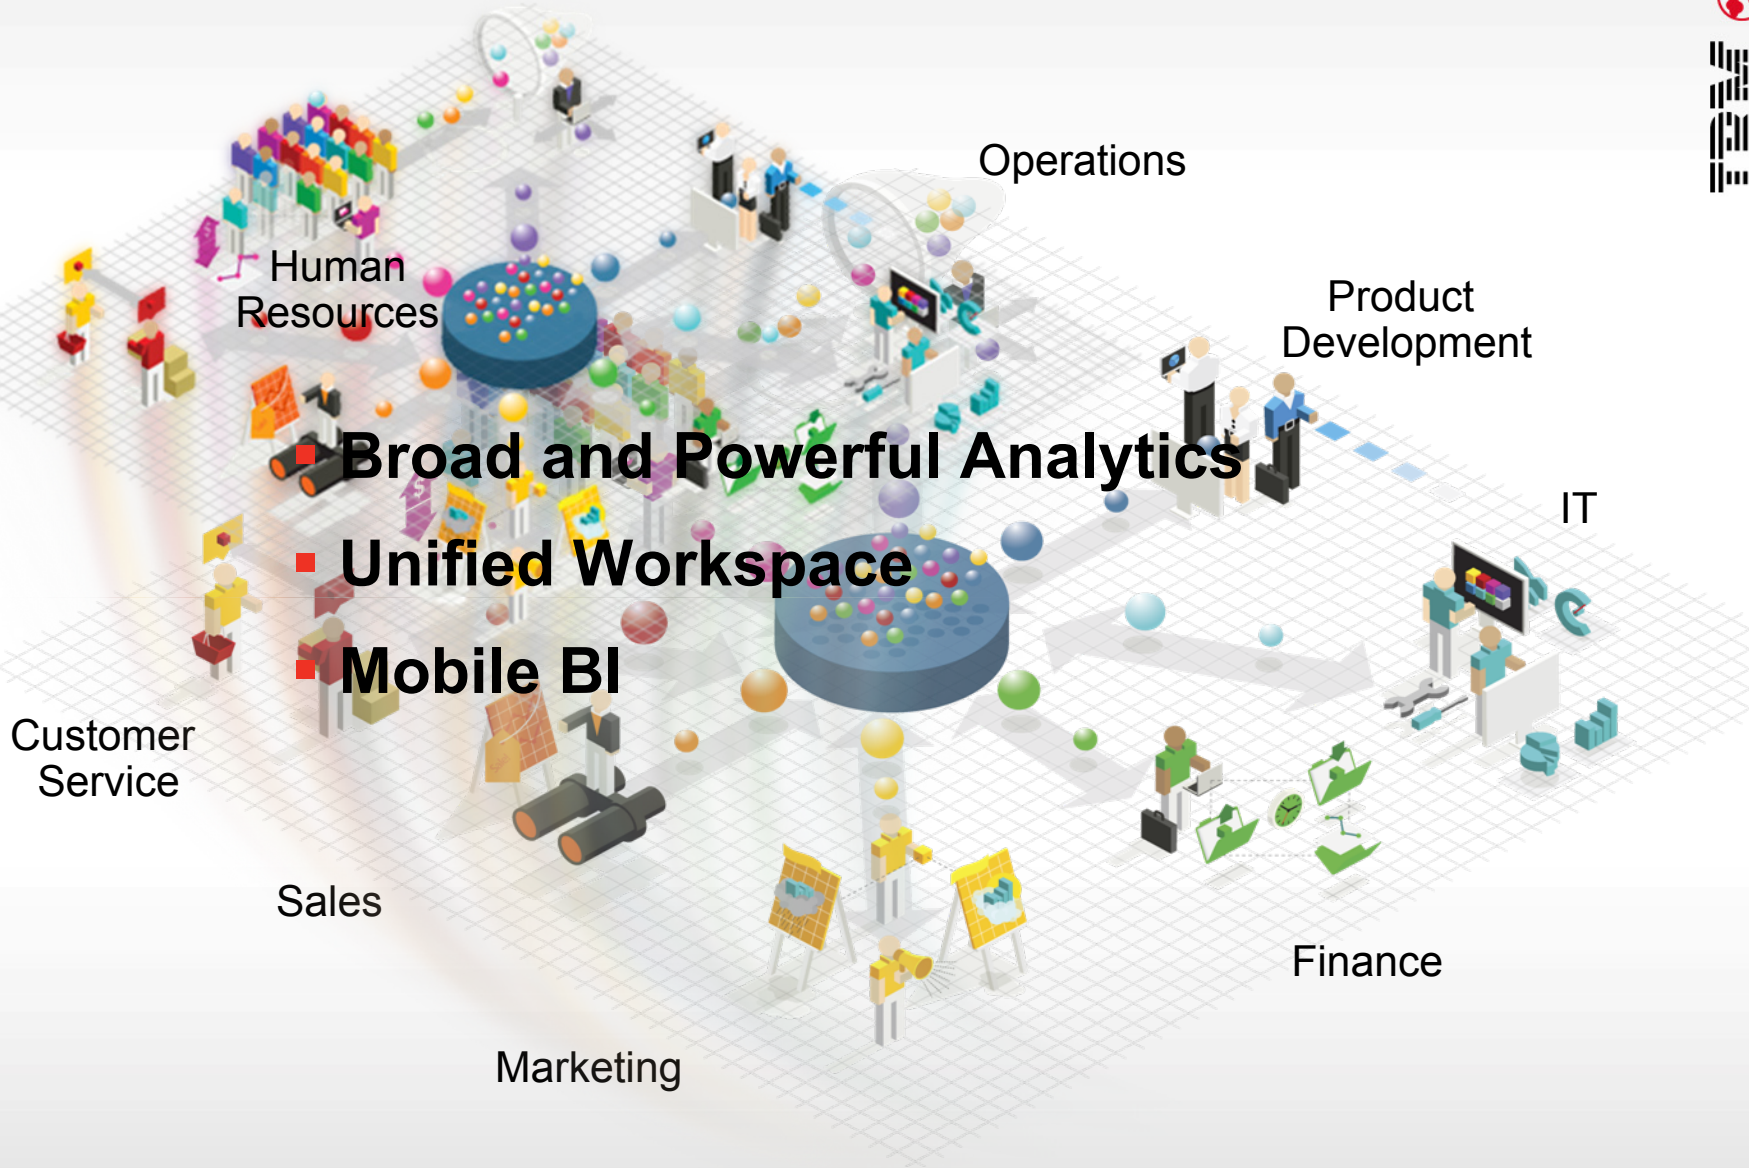 IBM
Operations
Human
Resources
Product
Development
Broad and Powerful Analytics
IT
Unified Workspace
Mobile BI
Customer
Service
Sales
Finance
Marketing